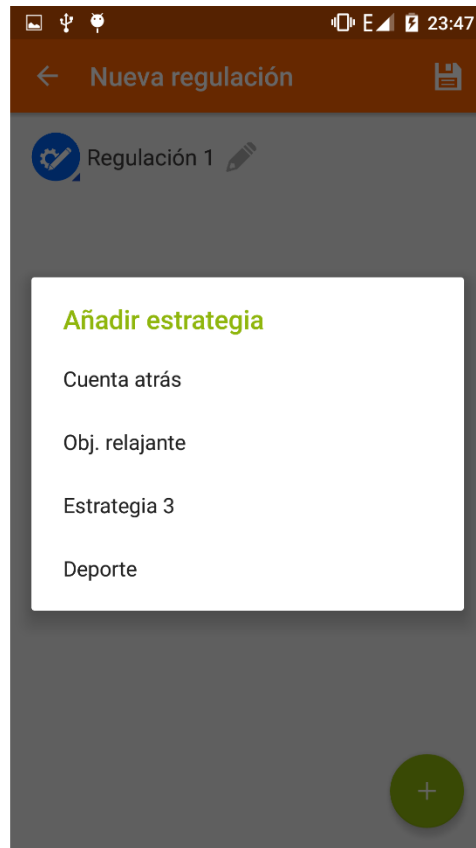 E 23:47
Nueva regulación
Regulación 1
Añadir estrategia
Cuenta atrás
Obj. relajante
Estrategia 3
Deporte